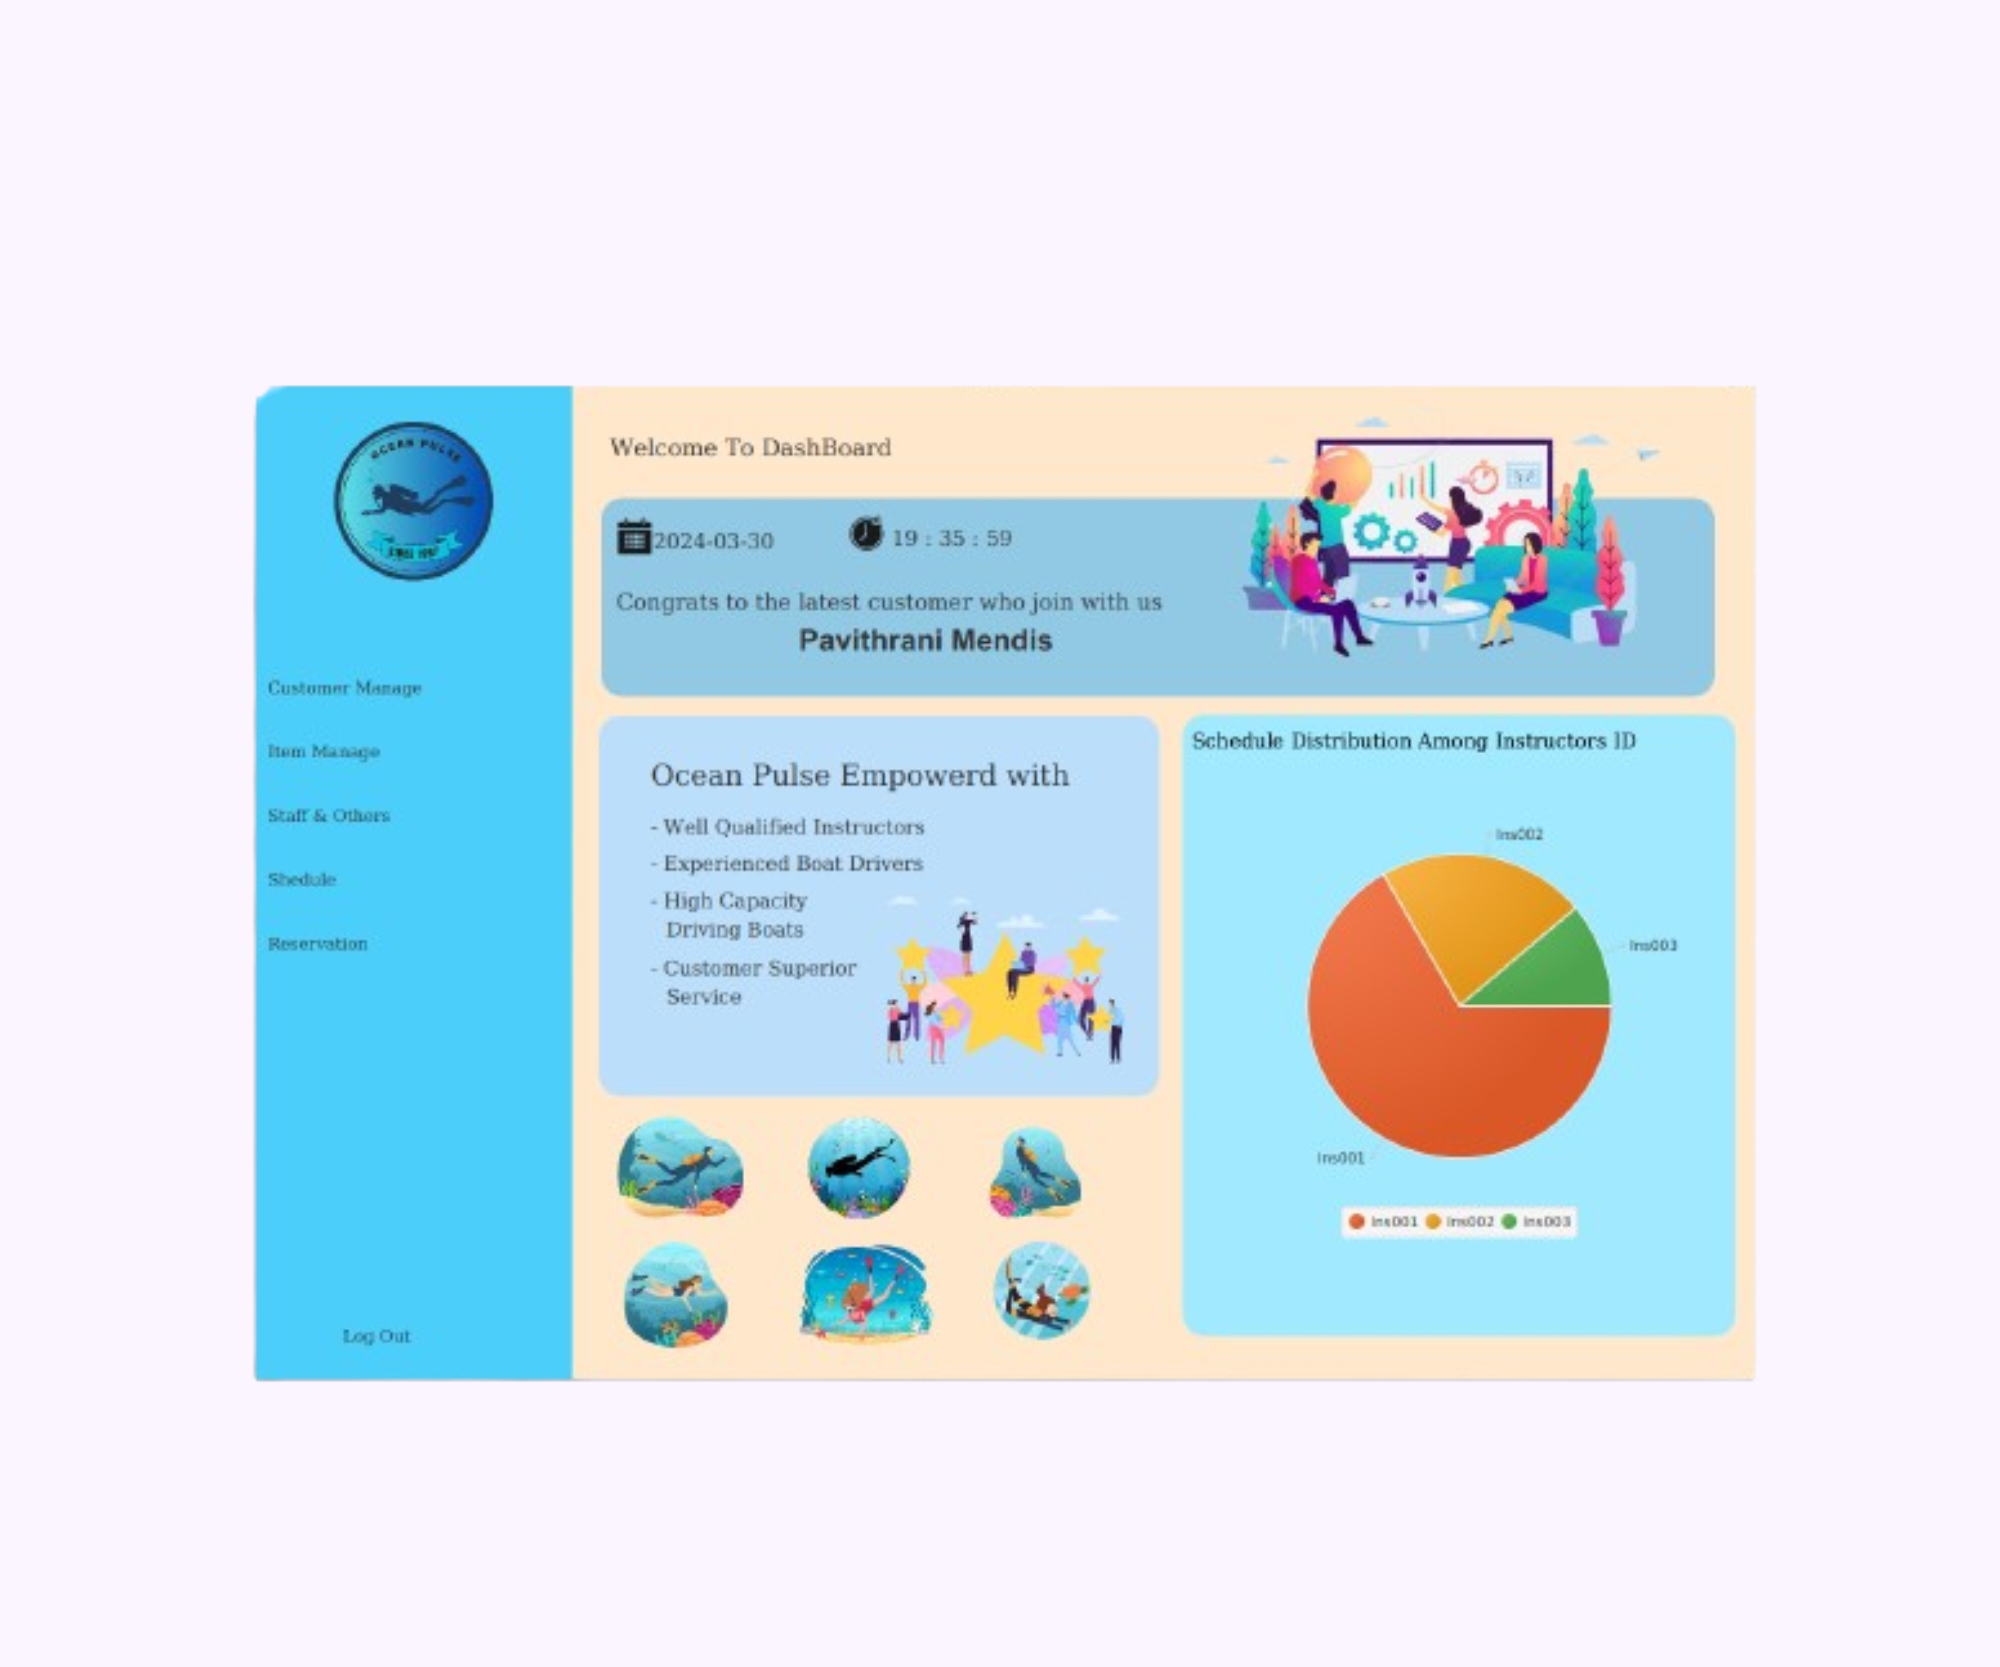 OCEAN PULSE
Customer Manage
Item Manage
Staff & Others
Shedule
Reservation
Log Out
Welcome To DashBoard
2024-03-30
19 : 35 : 59
Congrats to the latest customer who join with us
Pavithrani Mendis
Ocean Pulse Empowerd with
- Well Qualified Instructors
- Experienced Boat Drivers
- High Capacity
Driving Boats
- Customer Superior
Service
Schedule Distribution Among Instructors ID
Ins002
Ins003
Ins001
Ins001 Ins002 Ins003